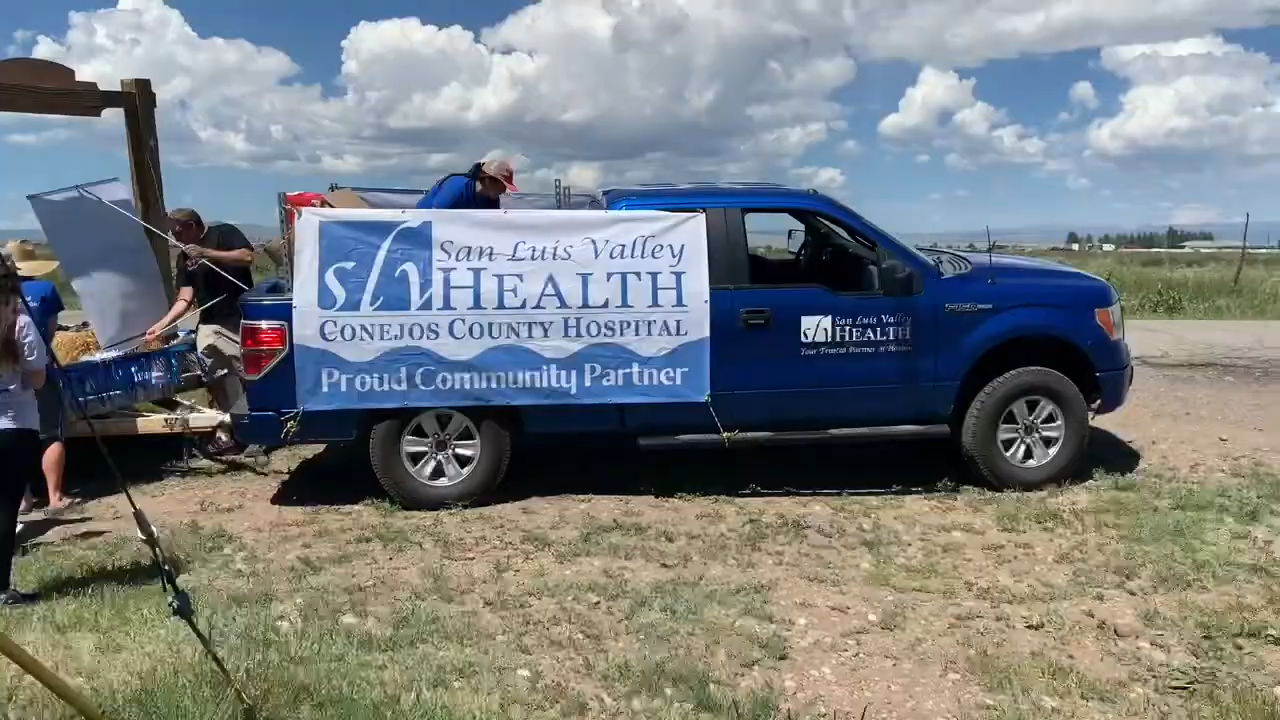 slv
San Luis Valley
HEALTH
CONEJOS COUNTY HOSPITAL
Proud Community Partner
slv
San Luis Valley
HEALTH
Your Trusted Partner in Health
F150